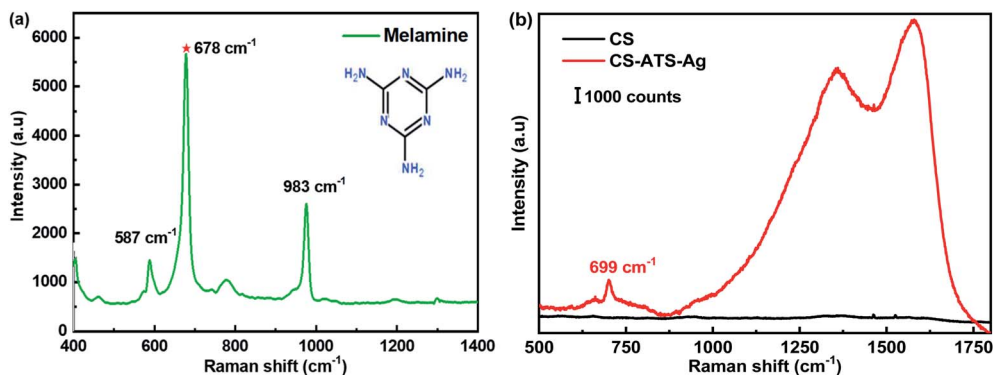 (a)
678 cm⁻¹
Melamine
H₂N
N
NH₂
N
N
NH₂
983 cm⁻¹
587 cm⁻¹
6000
5000
4000
3000
2000
1000
0
Intensity (a.u)
400 600 800 1000 1200 1400
Raman shift (cm⁻¹)
(b)
CS
CS-ATS-Ag
1000 counts
699 cm⁻¹
Intensity (a.u)
500 750 1000 1250 1500 1750
Raman shift (cm⁻¹)